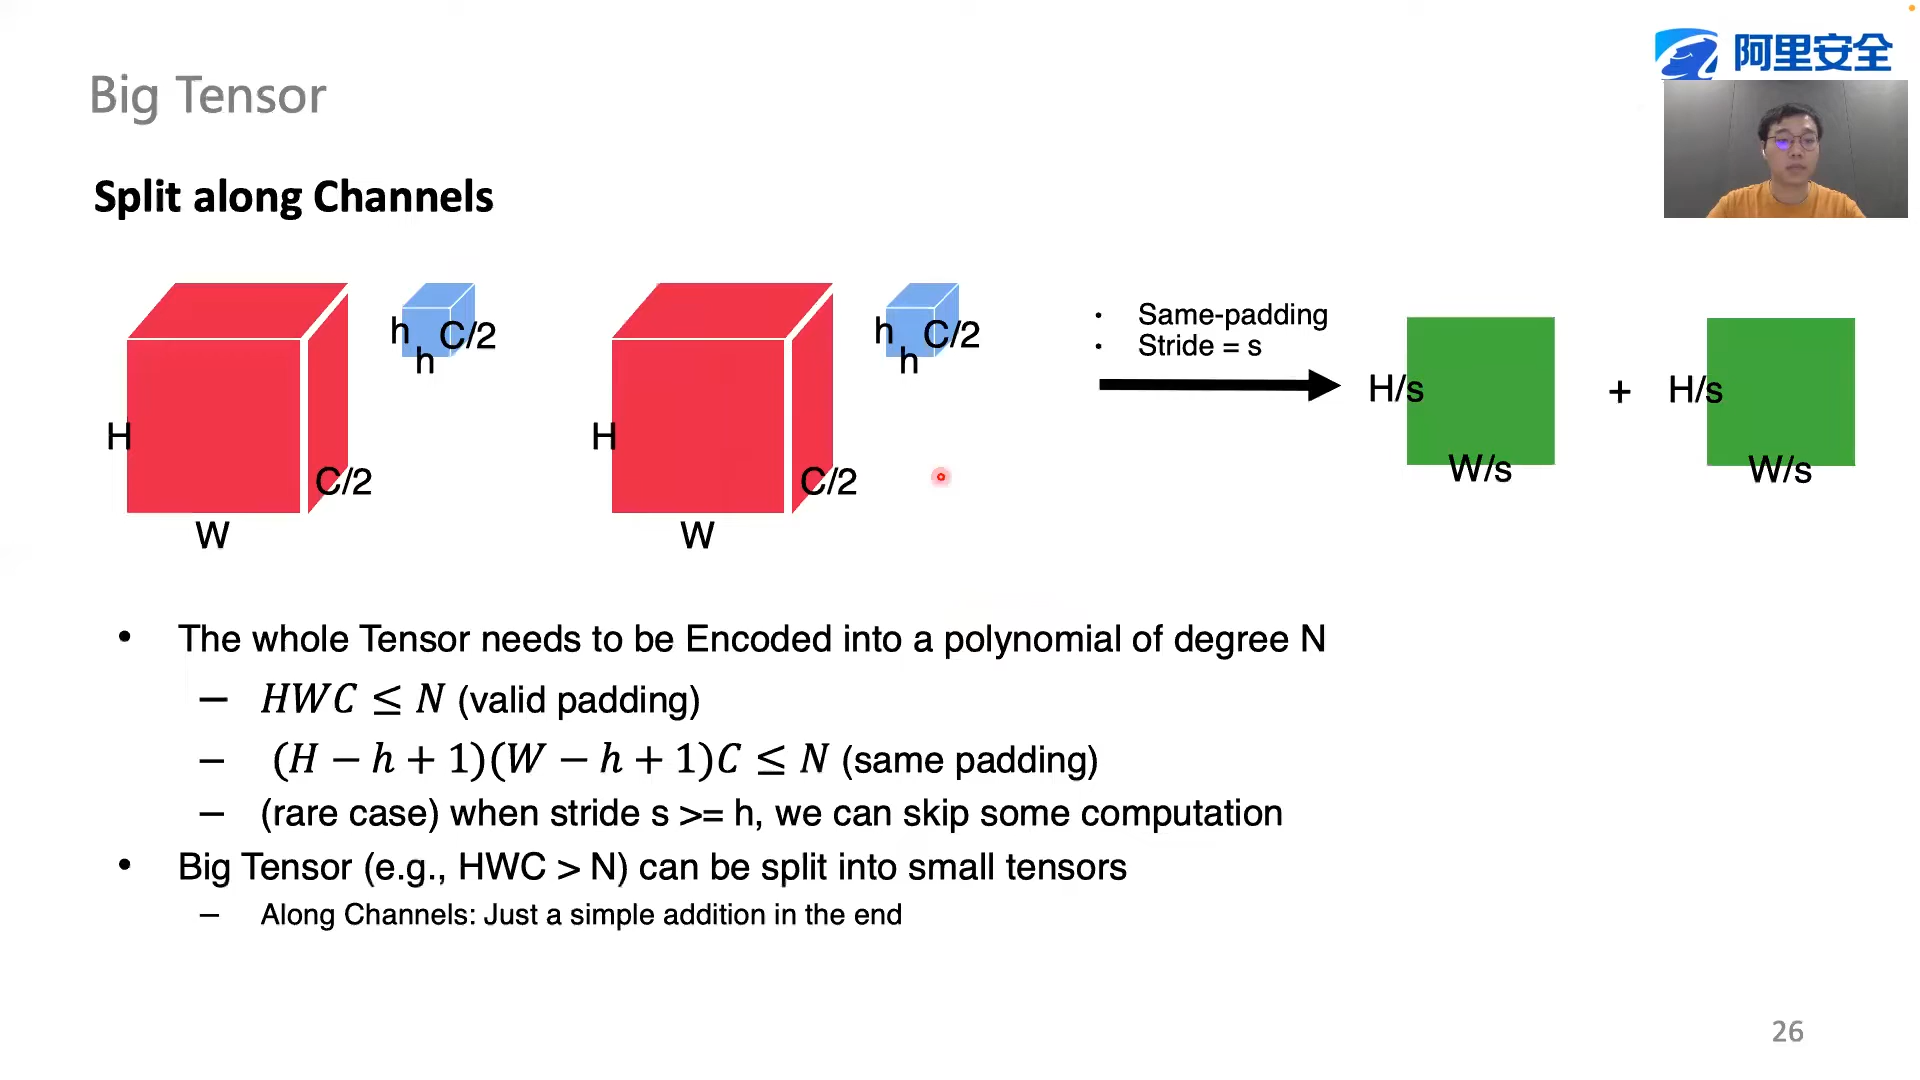 阿里安全
Big Tensor
Split along Channels
h
C/2
h
H
C/2
W
h
C/2
h
H
C/2
W
• Same-padding
• Stride = s
H/s
W/s
+
H/s
W/s
• The whole Tensor needs to be Encoded into a polynomial of degree N
– HWC ≤ N (valid padding)
– (H − h + 1)(W − h + 1)C ≤ N (same padding)
– (rare case) when stride s >= h, we can skip some computation
• Big Tensor (e.g., HWC > N) can be split into small tensors
– Along Channels: Just a simple addition in the end
26